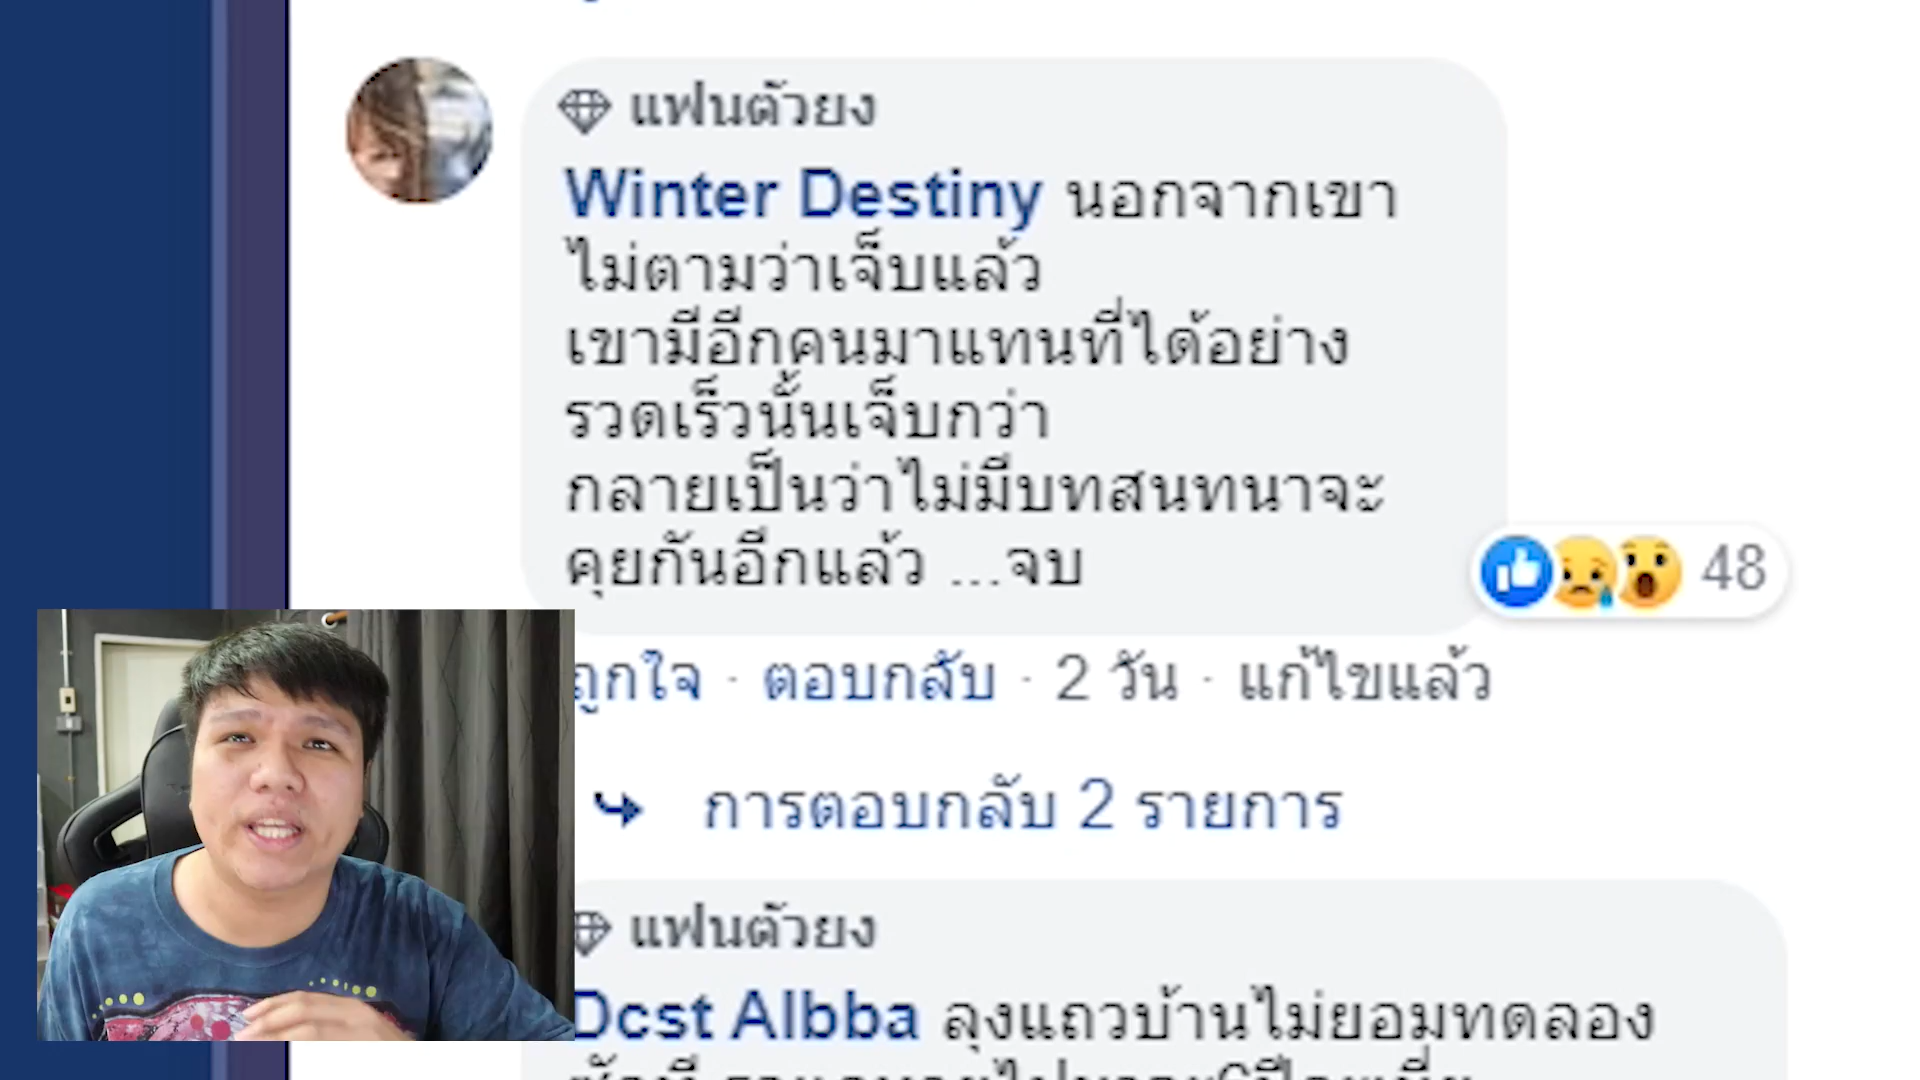 แฟนตัวยง
Winter Destiny นอกจากเขา
ไม่ตามว่าเจ็บแล้ว
เขามีอีกคนมาแทนที่ได้อย่าง
รวดเร็วนั้นเจ็บกว่า
กลายเป็นว่าไม่มีบทสนทนาจะ
คุยกันอีกแล้ว ...จบ
48
ถูกใจ · ตอบกลับ · 2 วัน · แก้ไขแล้ว
การตอบกลับ 2 รายการ
แฟนตัวยง
Dcst Albba ลุงแถวบ้านไม่ยอมทดลอง